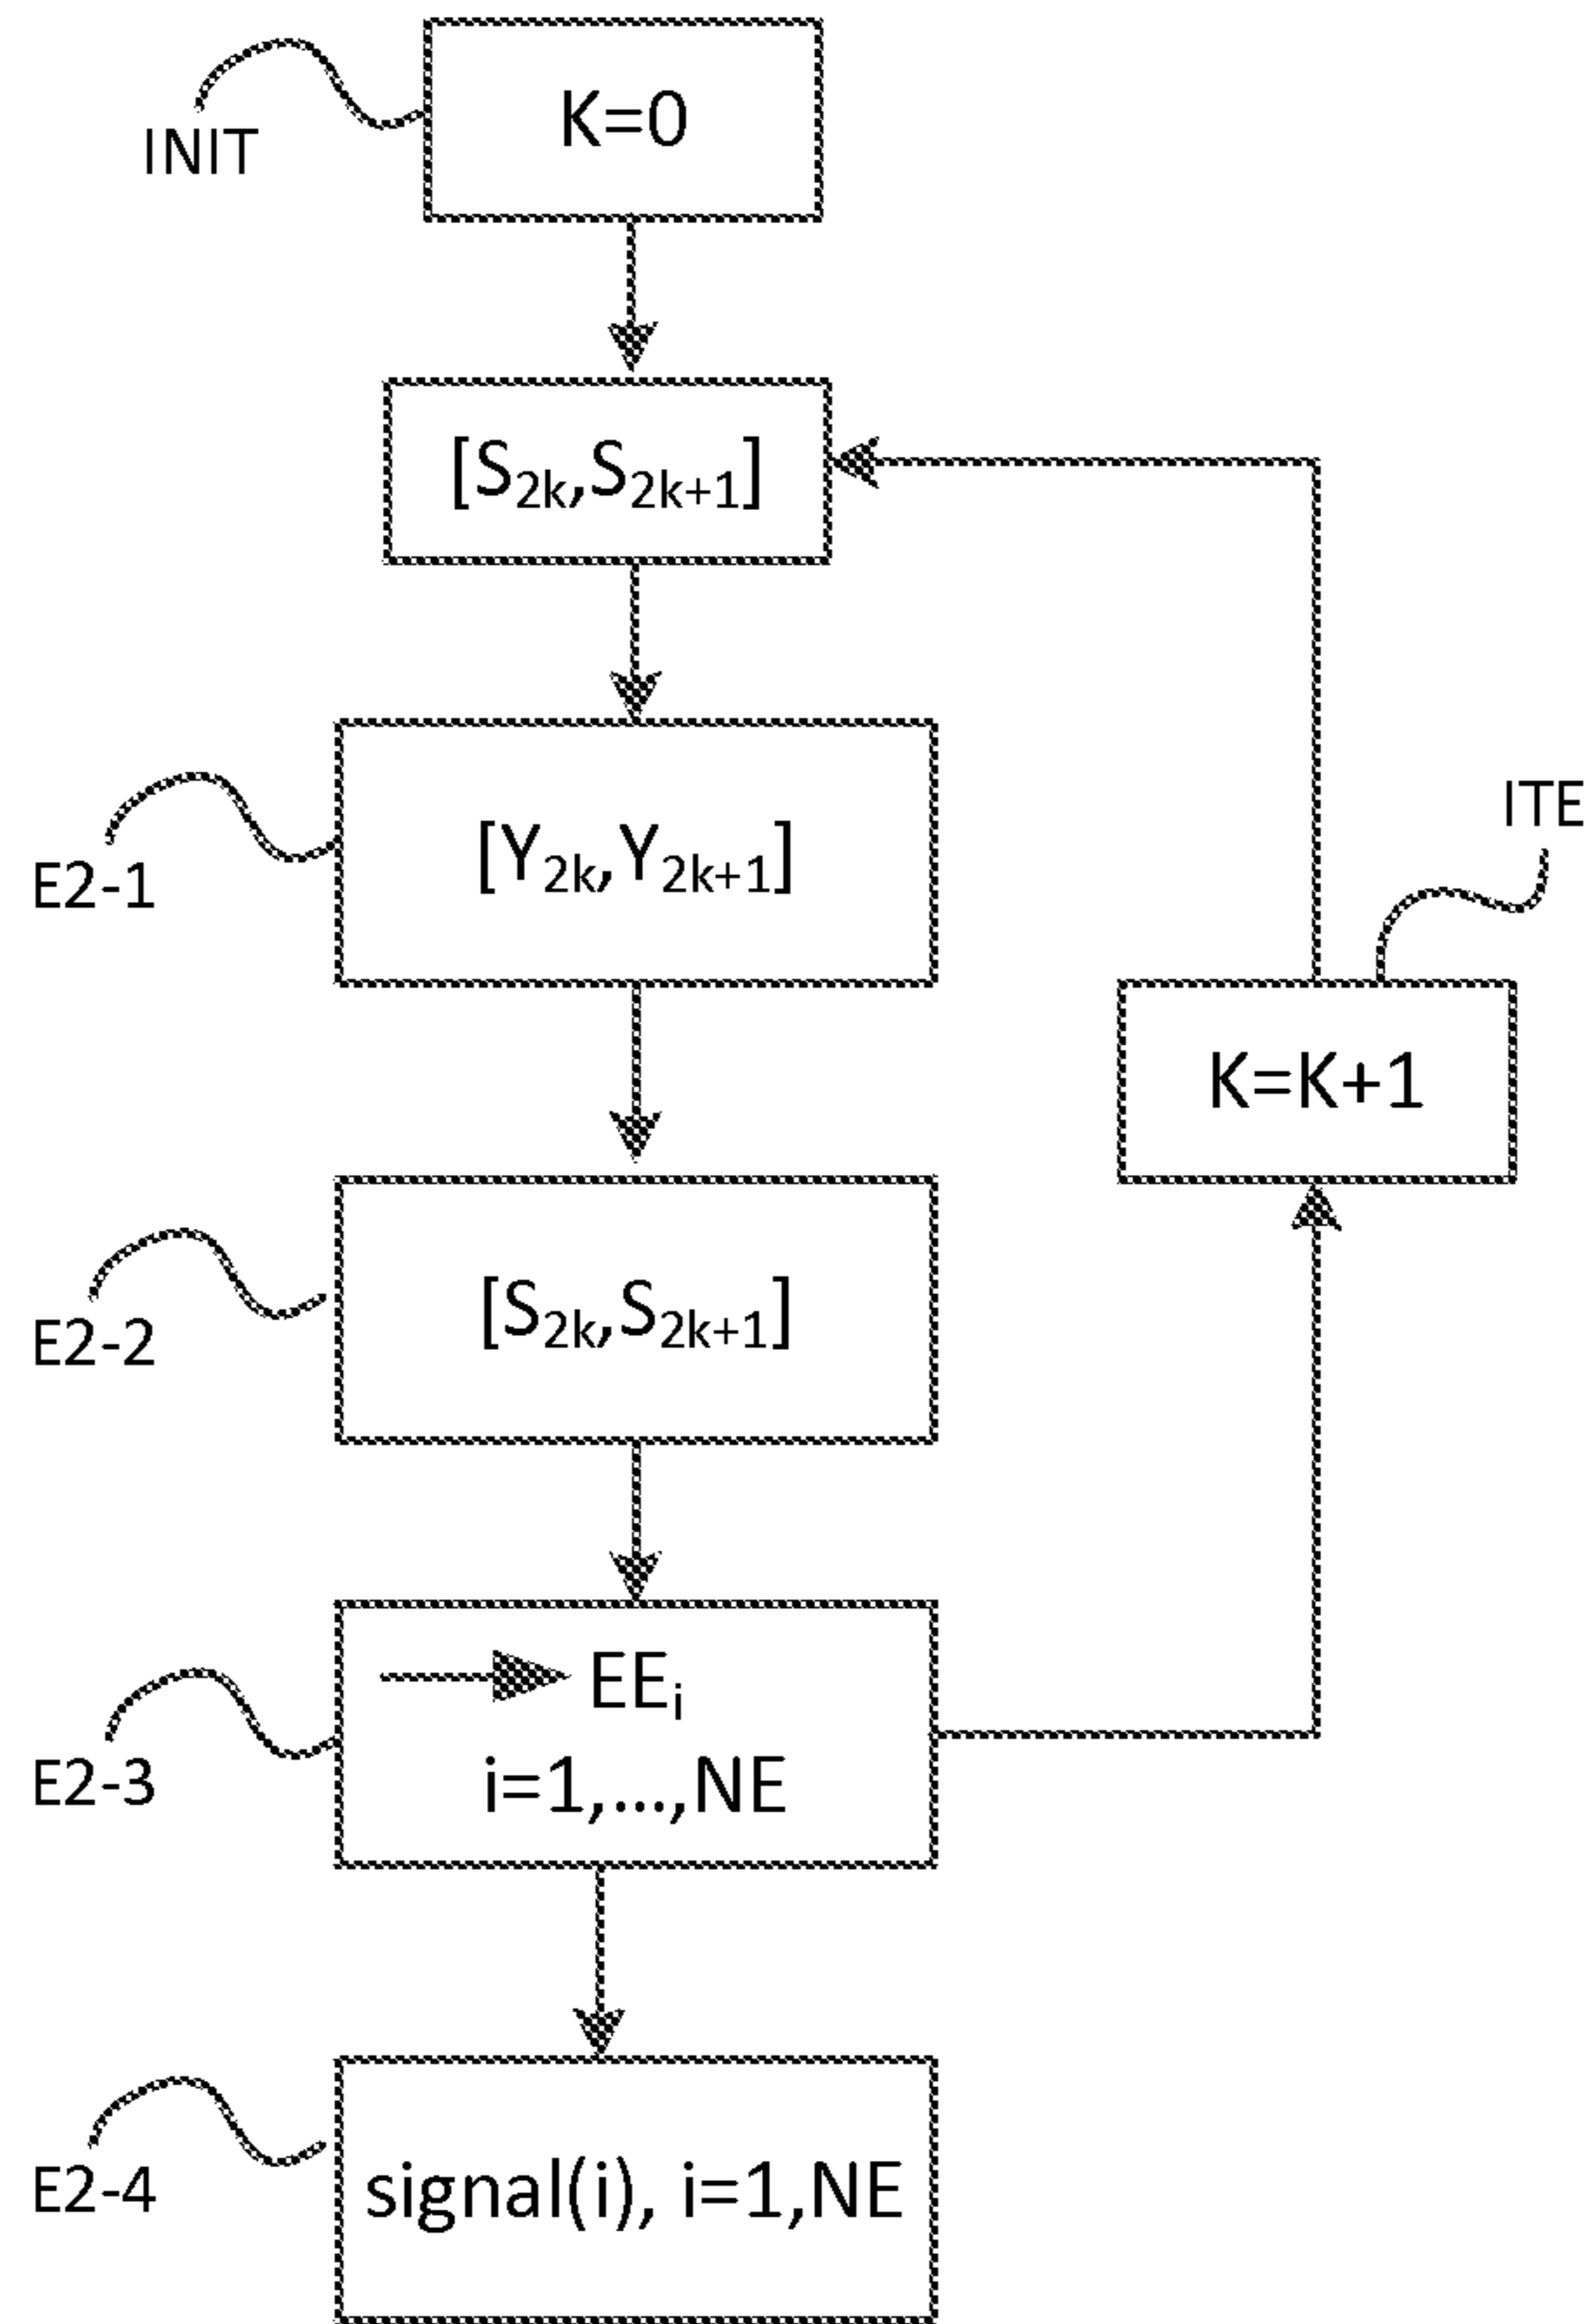 K=0
INIT
[S₂ₖ,S₂ₖ₊₁]
[Y₂ₖ,Y₂ₖ₊₁]
E2-1
ITE
K=K+1
[S₂ₖ,S₂ₖ₊₁]
E2-2
EEᵢ
i=1,...,NE
E2-3
signal(i), i=1,NE
E2-4